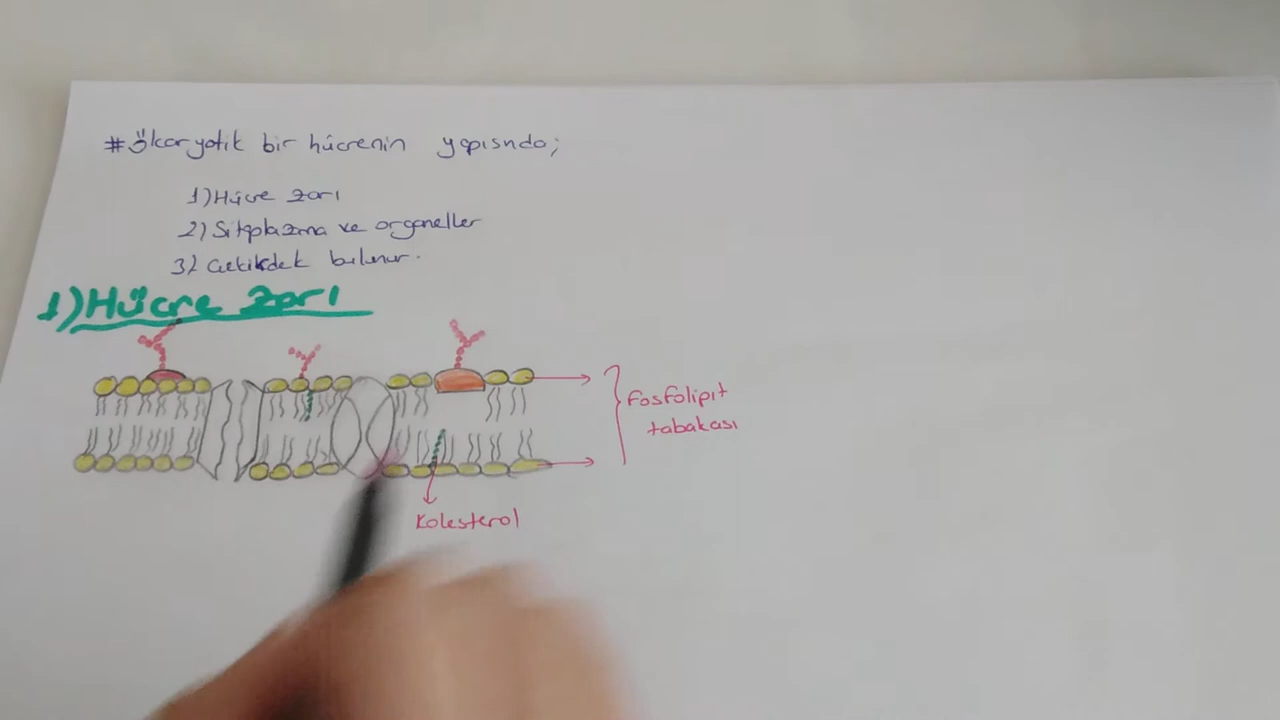 #ökaryotik bir hücrenin yapısında;
1)Hücre zarı
2) Sitoplazma ve organeller
3) Çekirdek bulunur.
1)Hücre zarı
Fosfolipit
tabakası
Kolesterol